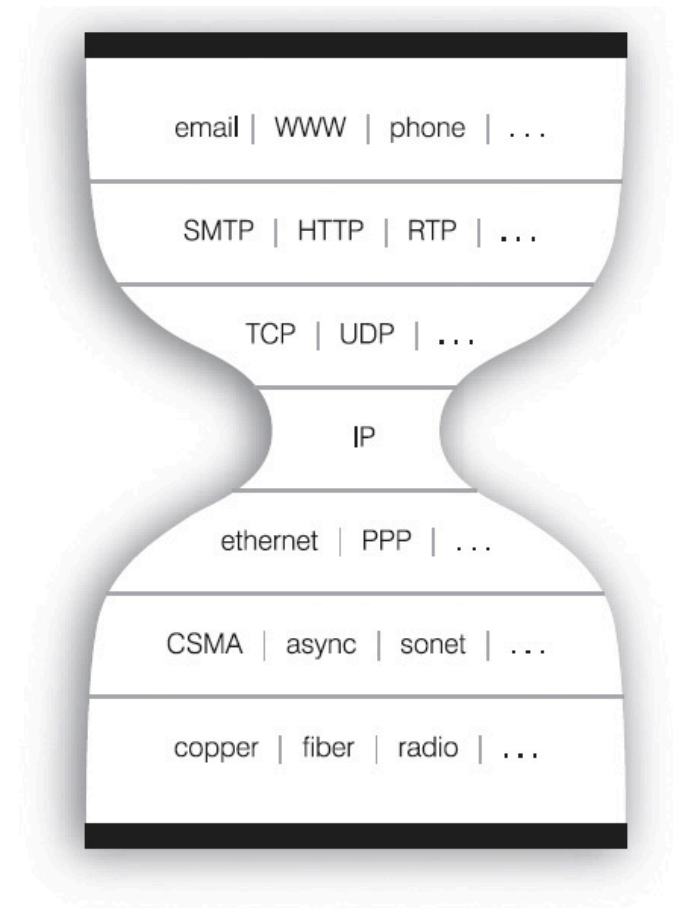 email | WWW | phone | ...
SMTP | HTTP | RTP | ...
TCP | UDP | ...
IP
ethernet | PPP | ...
CSMA | async | sonet | ...
copper | fiber | radio | ...